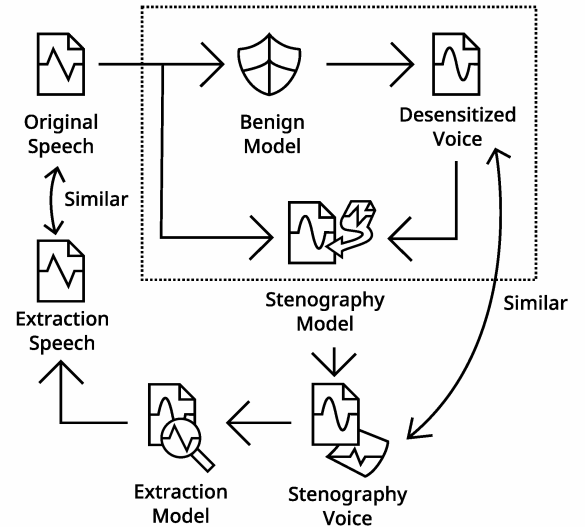 Original
Speech
Benign
Model
Desensitized
Voice
Similar
Extraction
Speech
Stenography
Model
Similar
Extraction
Model
Stenography
Voice